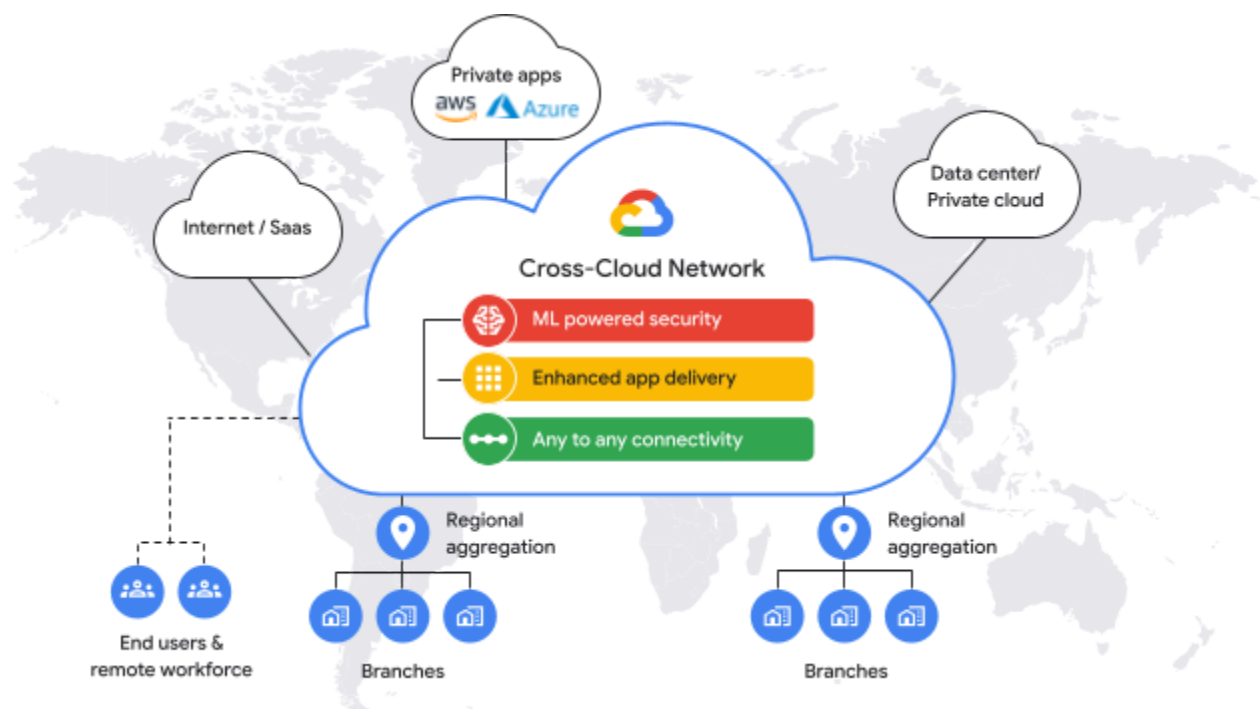 Private apps
aws Azure
Data center/
Private cloud
Internet / Saas
Cross-Cloud Network
ML powered security
Enhanced app delivery
Any to any connectivity
Regional
aggregation
Regional
aggregation
End users &
remote workforce
Branches
Branches